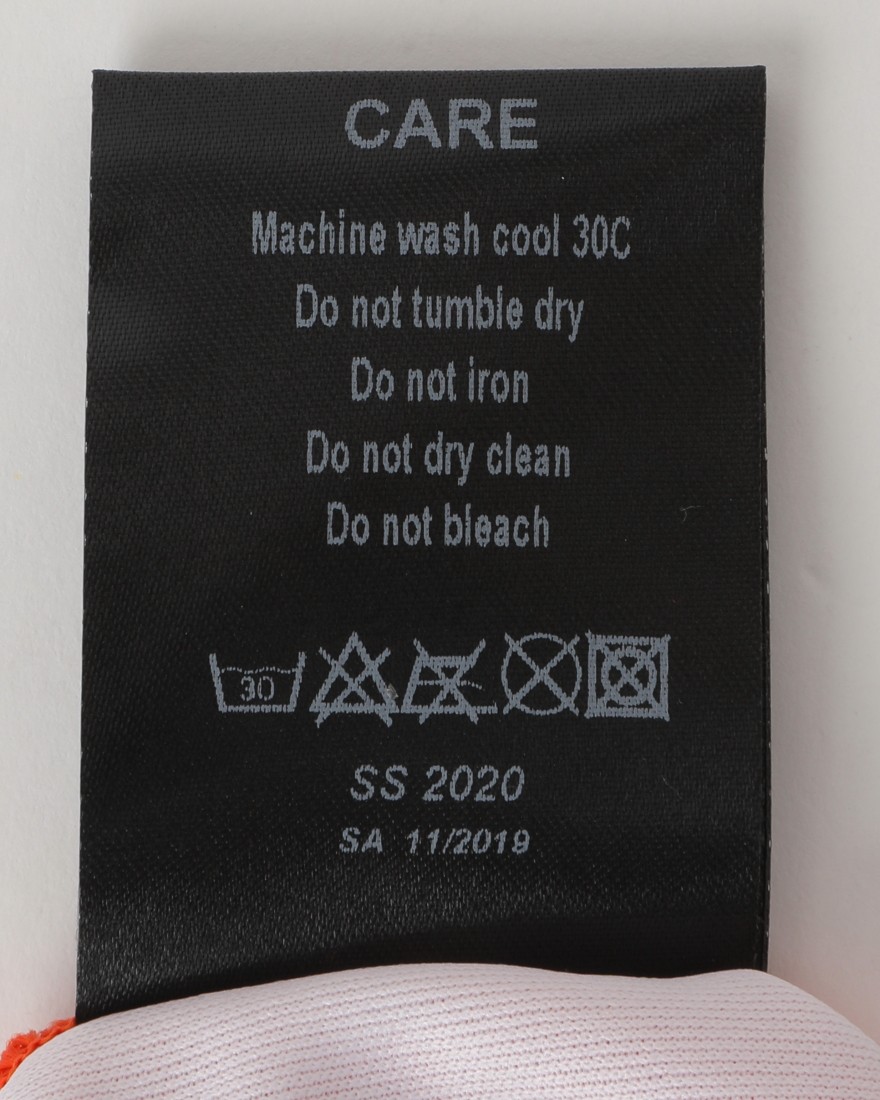 CARE
Machine wash cool 30C
Do not tumble dry
Do not iron
Do not dry clean
Do not bleach
30
SS 2020
SA 11/2019